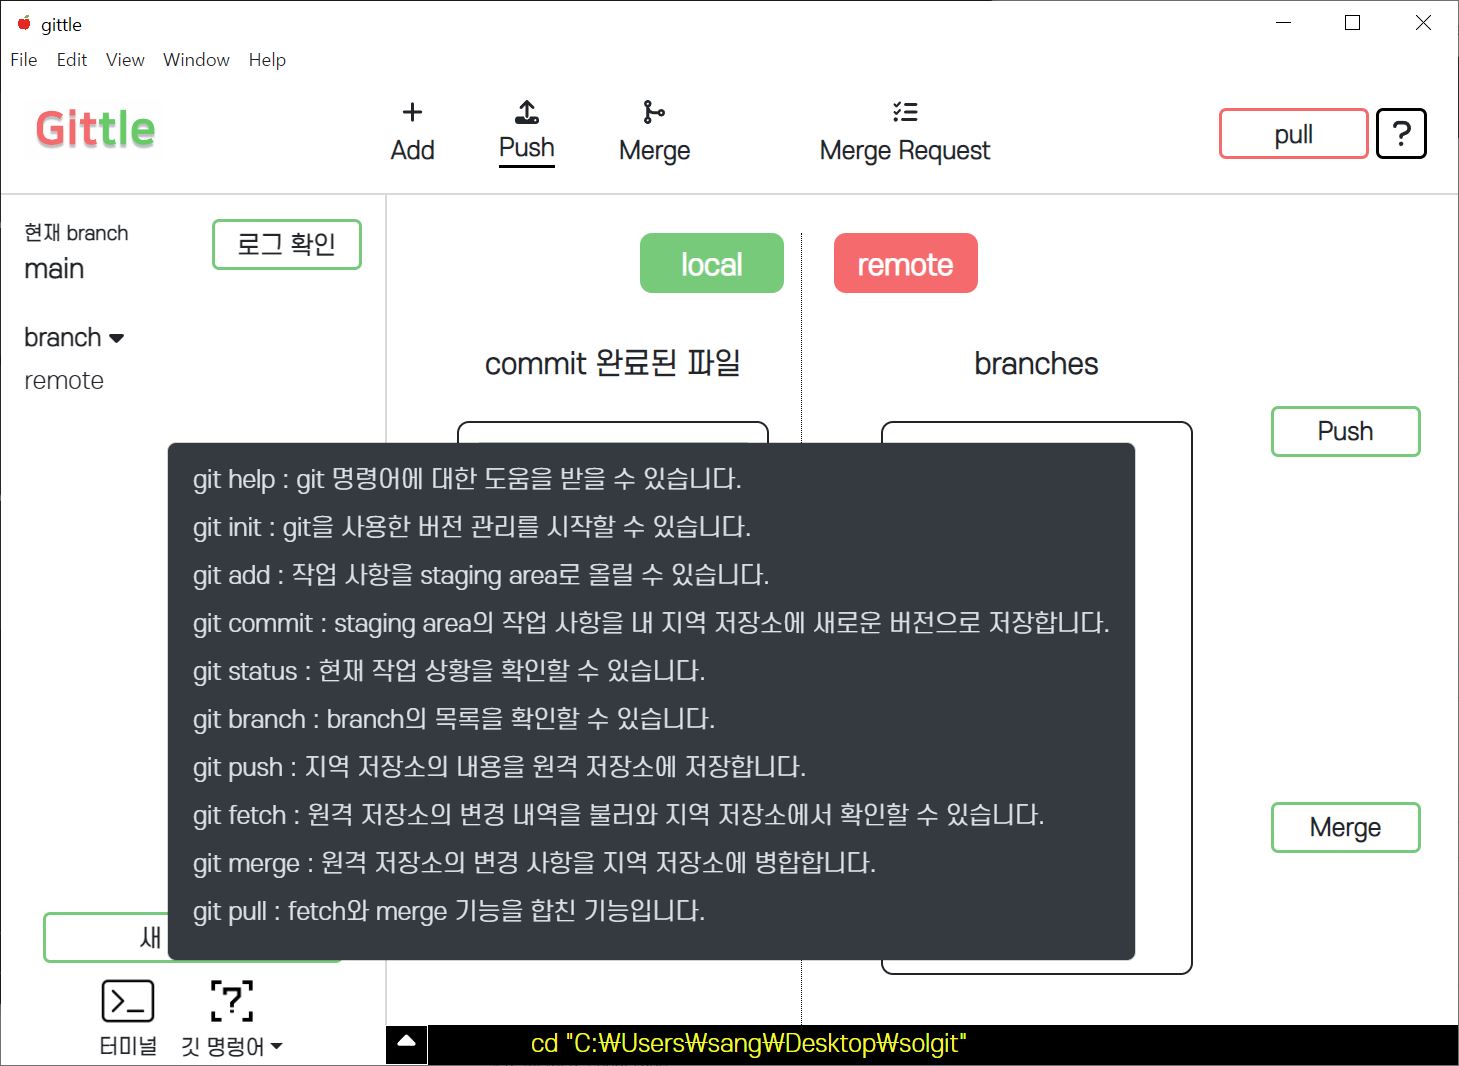 gittle
File Edit View Window Help
Gittle
Add
Push
Merge
Merge Request
pull
?
현재 branch
main
로그 확인
branch
remote
local
remote
commit 완료된 파일
branches
Push
Merge
git help : git 명령어에 대한 도움을 받을 수 있습니다.
git init : git을 사용한 버전 관리를 시작할 수 있습니다.
git add : 작업 사항을 staging area로 올릴 수 있습니다.
git commit : staging area의 작업 사항을 내 지역 저장소에 새로운 버전으로 저장합니다.
git status : 현재 작업 상황을 확인할 수 있습니다.
git branch : branch의 목록을 확인할 수 있습니다.
git push : 지역 저장소의 내용을 원격 저장소에 저장합니다.
git fetch : 원격 저장소의 변경 내역을 불러와 지역 저장소에서 확인할 수 있습니다.
git merge : 원격 저장소의 변경 사항을 지역 저장소에 병합합니다.
git pull : fetch와 merge 기능을 합친 기능입니다.
새
터미널
깃 명렁어
cd "C:₩Users₩sang₩Desktop₩solgit"